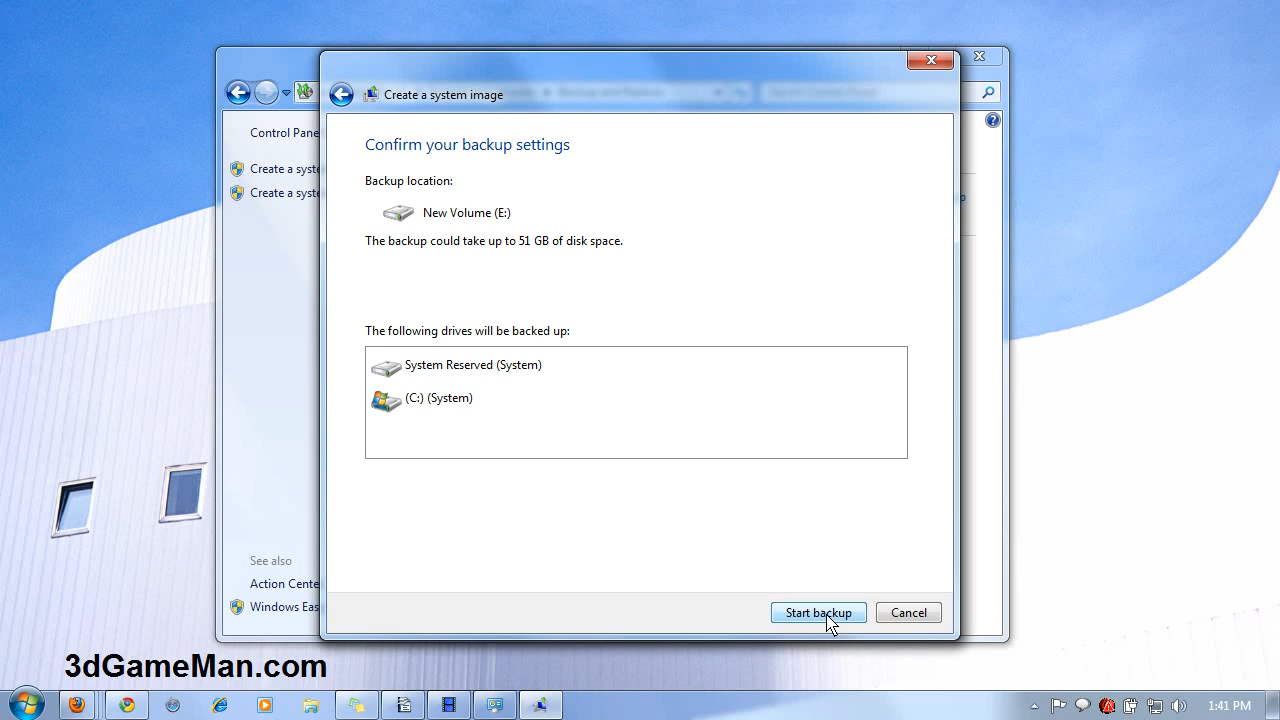 Create a system image
Control Pane
Create a syste
Create a syste
Confirm your backup settings
Backup location:
New Volume (E:)
The backup could take up to 51 GB of disk space.
The following drives will be backed up:
System Reserved (System)
(C:) (System)
See also
Action Cente
Windows Eas
Start backup
Cancel
3dGameMan.com
1:41 PM